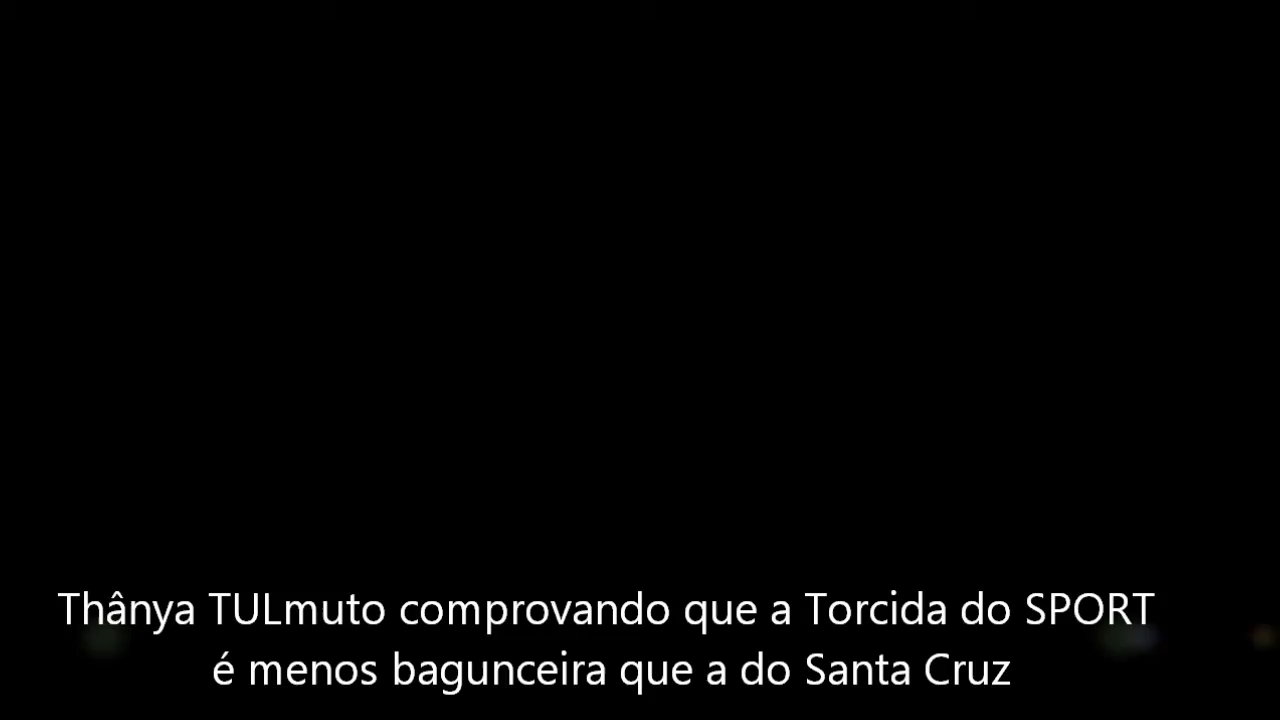 Thânya TULmuto comprovando que a Torcida do SPORT
é menos bagunceira que a do Santa Cruz